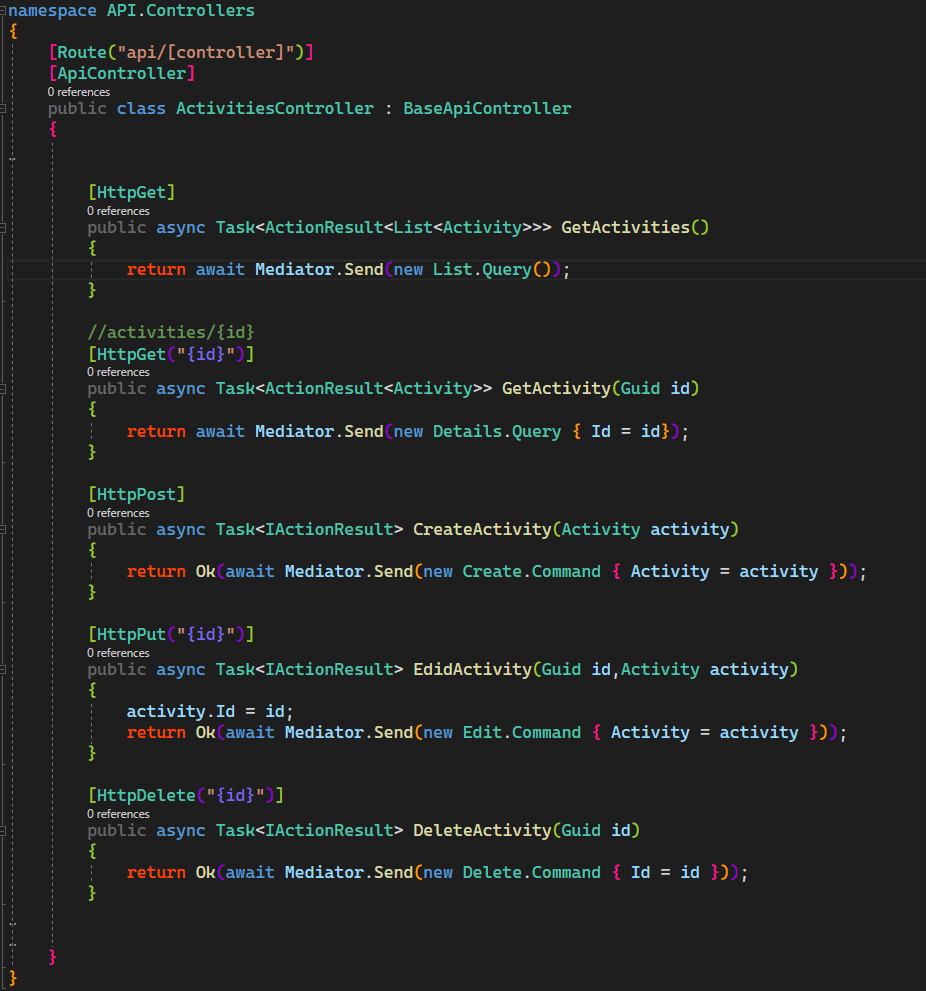 namespace API.Controllers
{
[Route("api/[controller]")]
[ApiController]
0 references
public class ActivitiesController : BaseApiController
{
[HttpGet]
0 references
public async Task<ActionResult<List<Activity>>> GetActivities()
{
return await Mediator.Send(new List.Query());
}
//activities/{id}
[HttpGet("{id}")]
0 references
public async Task<ActionResult<Activity>> GetActivity(Guid id)
{
return await Mediator.Send(new Details.Query { Id = id});
}
[HttpPost]
0 references
public async Task<IActionResult> CreateActivity(Activity activity)
{
return Ok(await Mediator.Send(new Create.Command { Activity = activity }));
}
[HttpPut("{id}")]
0 references
public async Task<IActionResult> EdidActivity(Guid id,Activity activity)
{
activity.Id = id;
return Ok(await Mediator.Send(new Edit.Command { Activity = activity }));
}
[HttpDelete("{id}")]
0 references
public async Task<IActionResult> DeleteActivity(Guid id)
{
return Ok(await Mediator.Send(new Delete.Command { Id = id }));
}
}
}